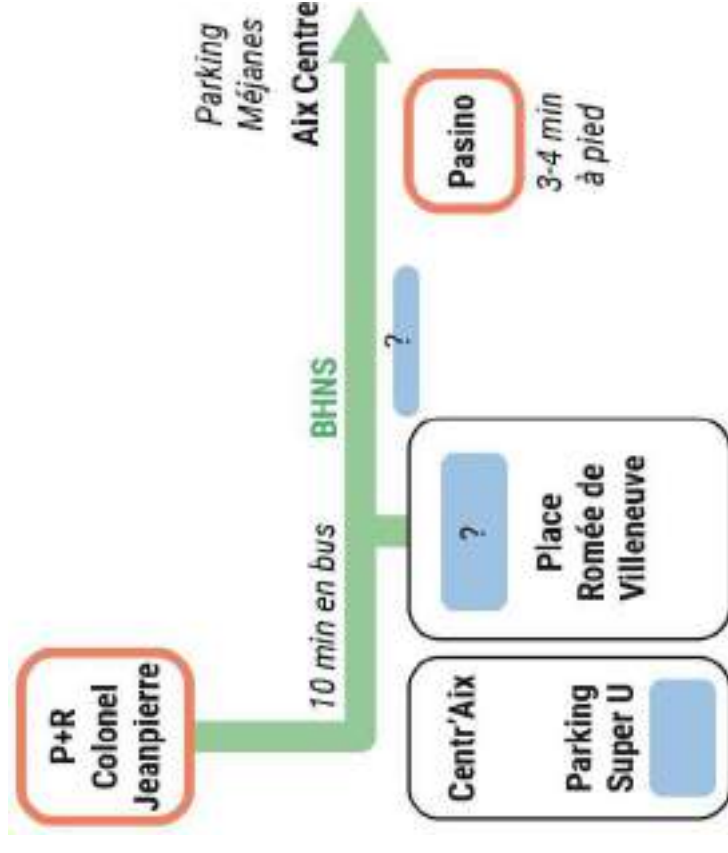 P+R
Colonel
Jeanpierre
10 min en bus
BHNS
Parking
Méjanes
Aix Centre
Centr'Aix
Parking
Super U
?
Place
Romée de
Villeneuve
?
Pasino
3-4 min
à pied